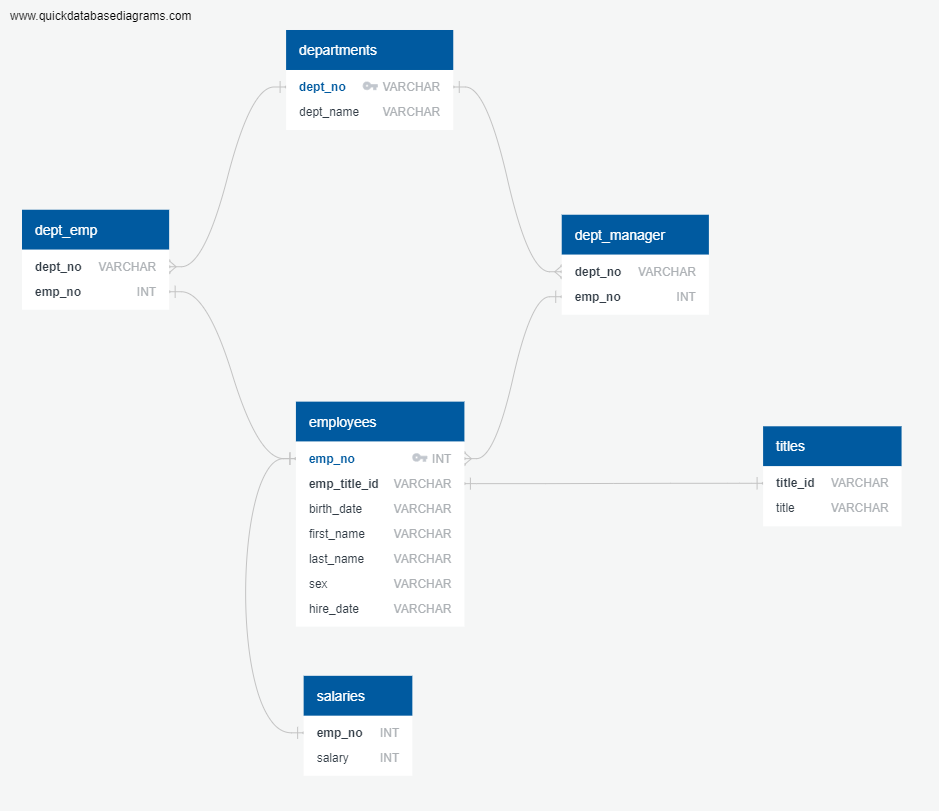 www.quickdatabasediagrams.com
departments
dept_no VARCHAR
dept_name VARCHAR
dept_emp
dept_no VARCHAR
emp_no INT
dept_manager
dept_no VARCHAR
emp_no INT
employees
emp_no INT
emp_title_id VARCHAR
birth_date VARCHAR
first_name VARCHAR
last_name VARCHAR
sex VARCHAR
hire_date VARCHAR
titles
title_id VARCHAR
title VARCHAR
salaries
emp_no INT
salary INT